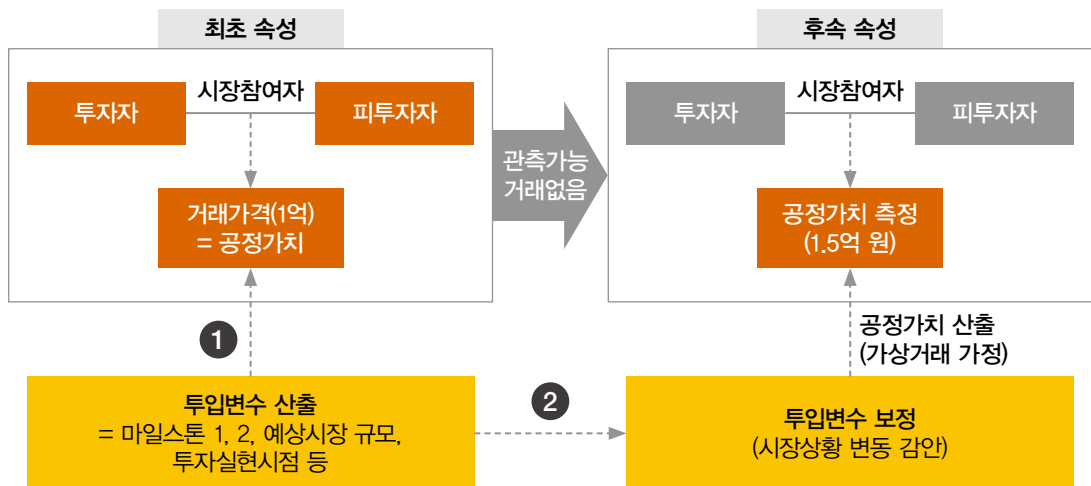 최초 속성
시장참여자
투자자
피투자자
거래가격(1억)
= 공정가치
1
투입변수 산출
= 마일스톤 1, 2, 예상시장 규모,
투자실현시점 등
관측가능
거래없음
2
후속 속성
시장참여자
투자자
피투자자
공정가치 측정
(1.5억 원)
공정가치 산출
(가상거래 가정)
투입변수 보정
(시장상황 변동 감안)